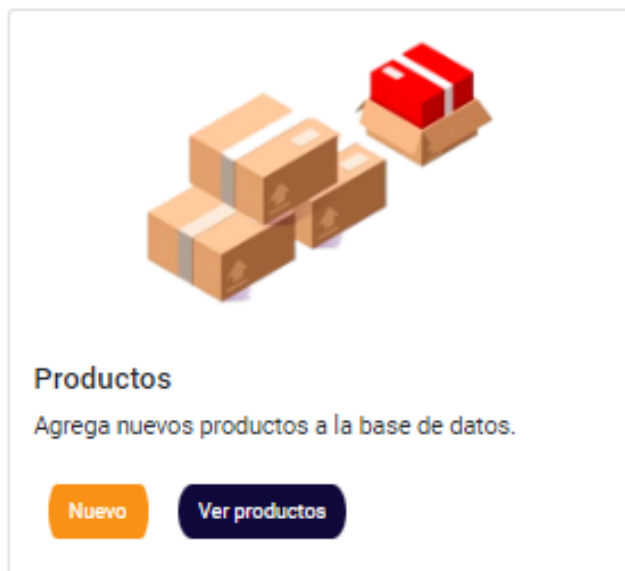 Productos
Agrega nuevos productos a la base de datos.
Nuevo
Ver productos